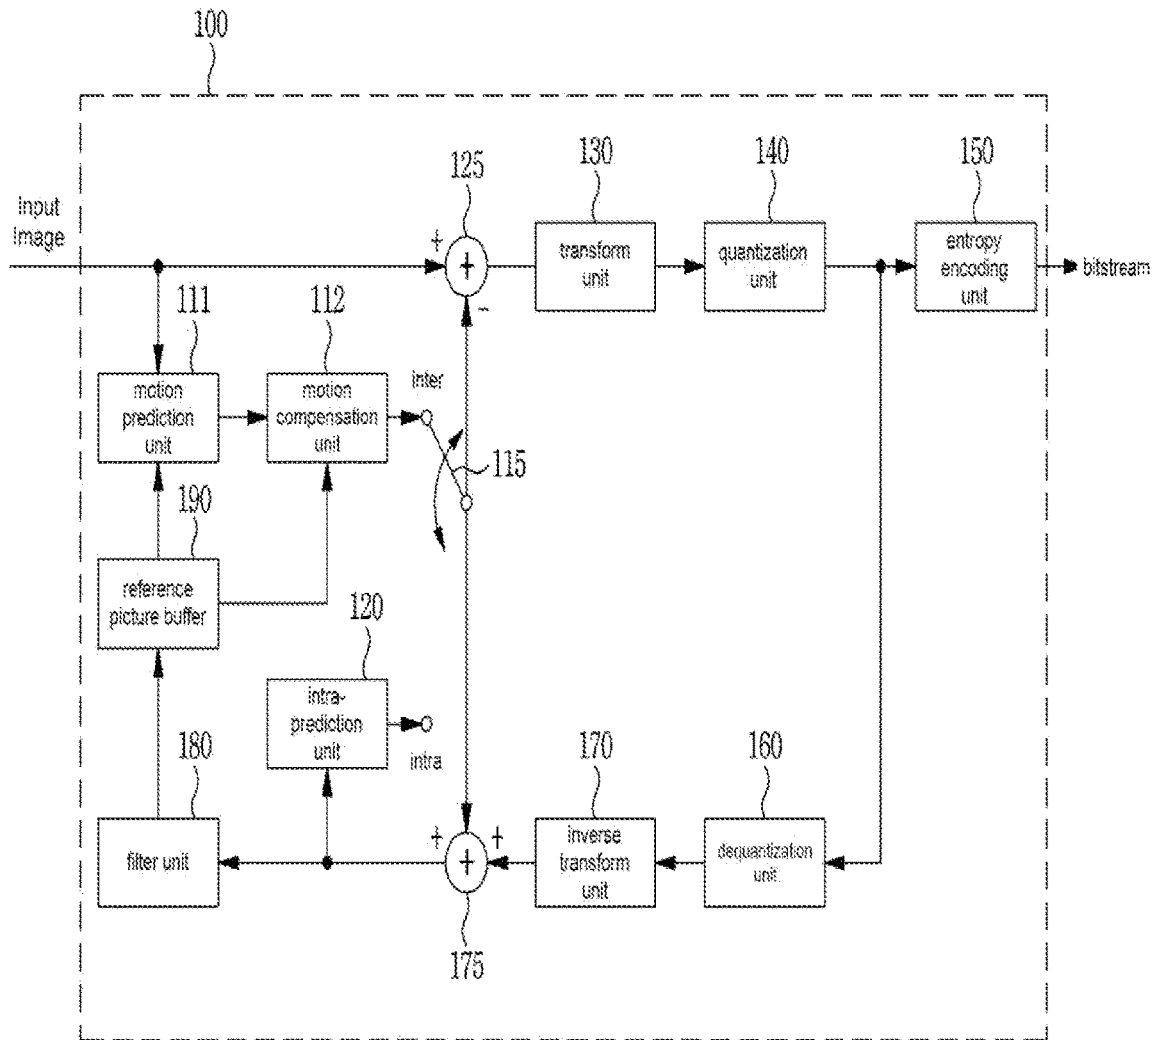 100
Input
Image
+
125
+
-
130
transform
unit
140
quantization
unit
150
entropy
encoding
unit
bitstream
111
motion
prediction
unit
112
motion
compensation
unit
inter
115
190
reference
picture buffer
120
intra-
prediction
unit
intra
180
filter unit
+
+
+
175
170
inverse
transform
unit
160
dequantization
unit